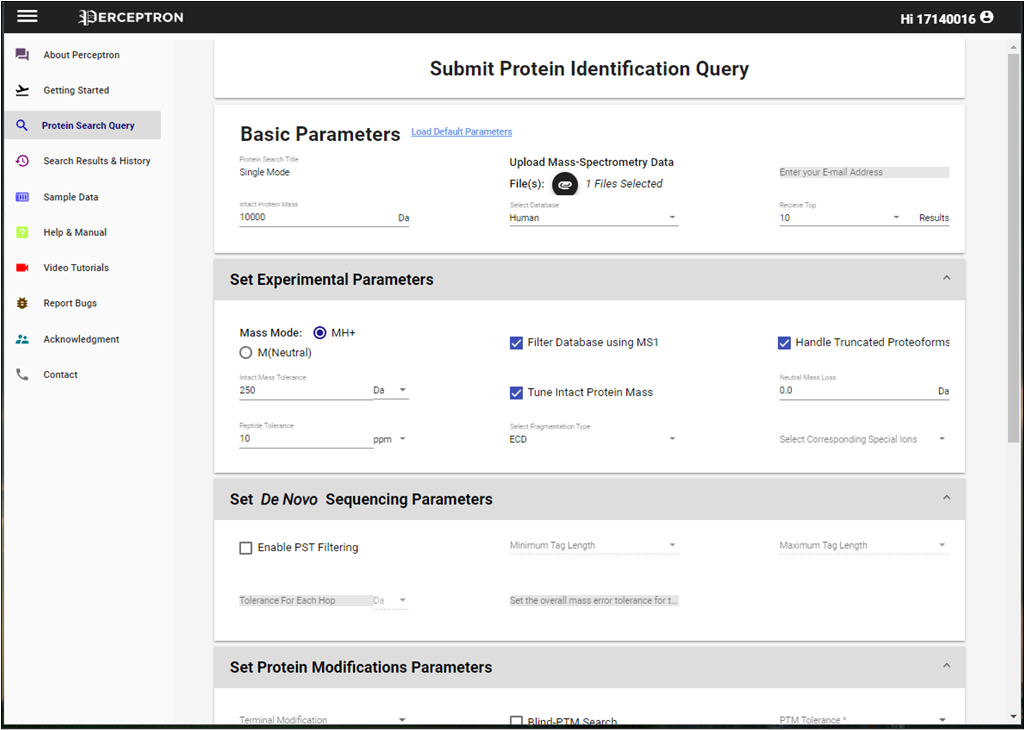 PERCEPTRON
Hi 17140016
About Perceptron
Getting Started
Protein Search Query
Search Results & History
Sample Data
Help & Manual
Video Tutorials
Report Bugs
Acknowledgment
Contact
Submit Protein Identification Query
Basic Parameters Load Default Parameters
Protein Search Title
Single Mode
Upload Mass-Spectrometry Data
File(s): 1 Files Selected
Enter your E-mail Address
Intact Protein Mass
10000 Da
Select Database
Human
Recieve Top
10 Results
Set Experimental Parameters
Mass Mode: MH+
M(Neutral)
Filter Database using MS1
Handle Truncated Proteoforms
Intact Mass Tolerance
250 Da
Tune Intact Protein Mass
Neutral Mass Loss
0.0 Da
Peptide Tolerance
10 ppm
Select Fragmentation Type
ECD
Select Corresponding Special Ions
Set De Novo Sequencing Parameters
Enable PST Filtering
Minimum Tag Length
Maximum Tag Length
Tolerance For Each Hop Da
Set the overall mass error tolerance for t...
Set Protein Modifications Parameters
Terminal Modification
Blind-PTM Search
PTM Tolerance *